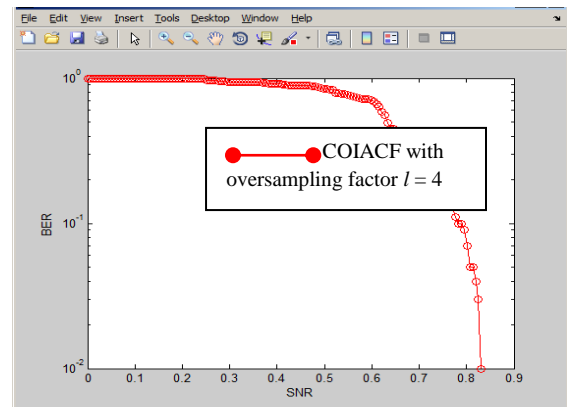 File Edit View Insert Tools Desktop Window Help
10^0
COIACF with
oversampling factor l = 4
BER
10^-1
10^-2
0 0.1 0.2 0.3 0.4 0.5 0.6 0.7 0.8 0.9
SNR